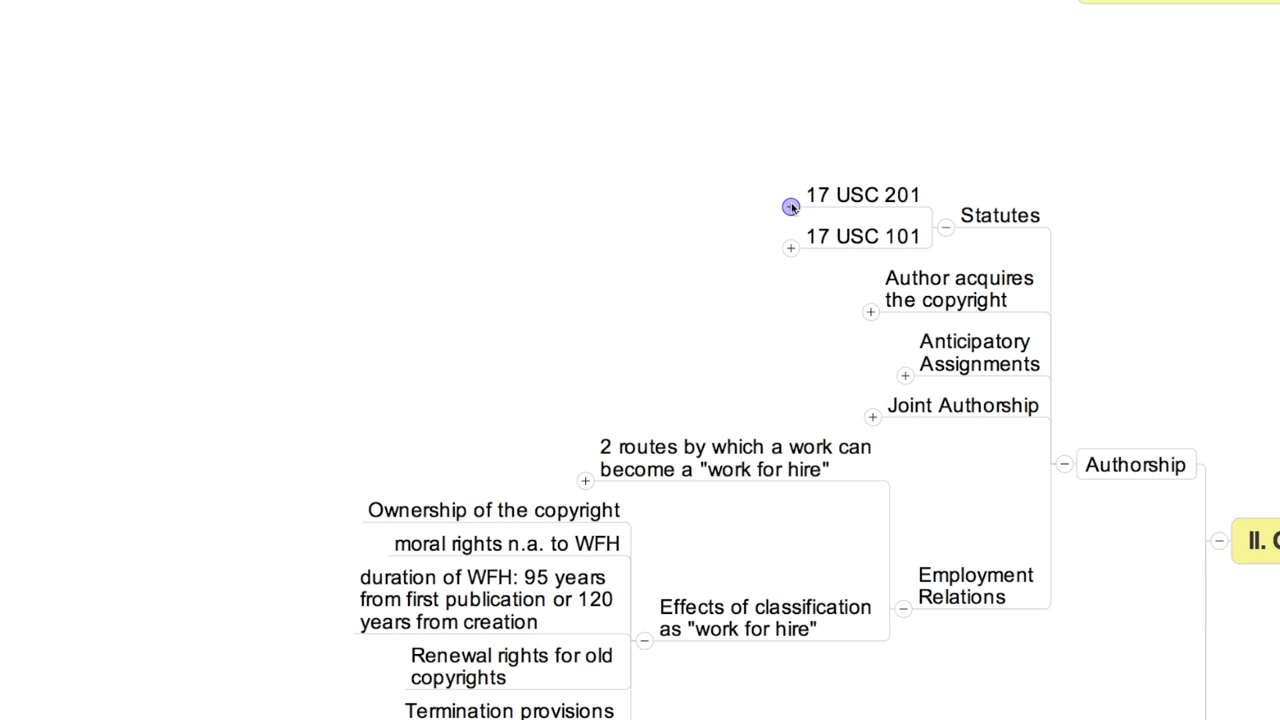 17 USC 201
Statutes
17 USC 101
Author acquires
the copyright
Anticipatory
Assignments
Joint Authorship
2 routes by which a work can
become a "work for hire"
Authorship
Ownership of the copyright
moral rights n.a. to WFH
II.
duration of WFH: 95 years
from first publication or 120
years from creation
Employment
Relations
Effects of classification
as "work for hire"
Renewal rights for old
copyrights
Termination provisions